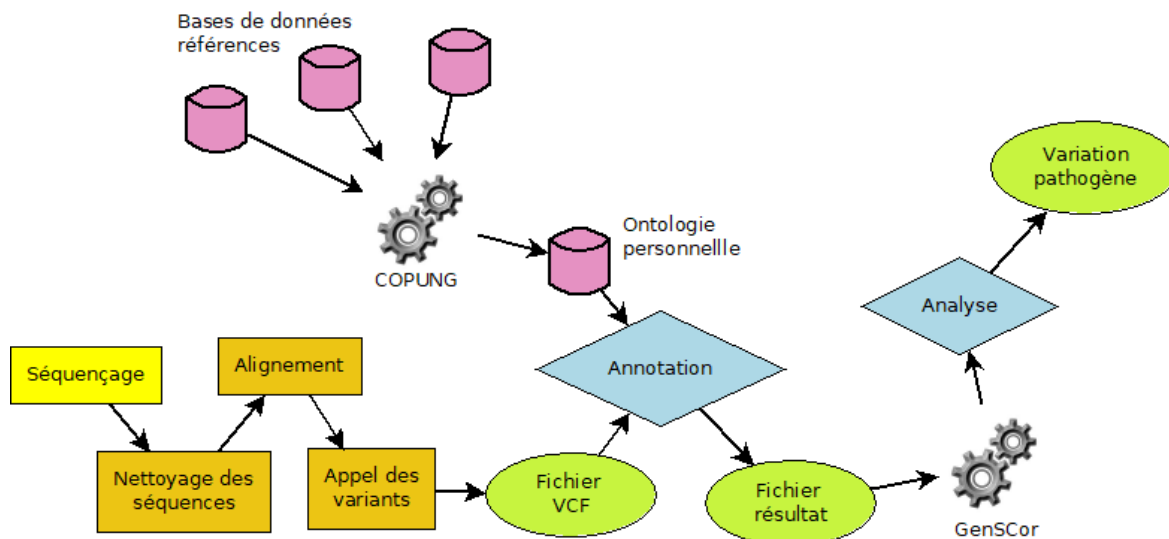 Bases de données
références
Variation
pathogène
Ontologie
personnellle
COPUNG
Analyse
Séquençage
Alignement
Annotation
Nettoyage des
séquences
Appel des
variants
Fichier
VCF
Fichier
résultat
GenSCor